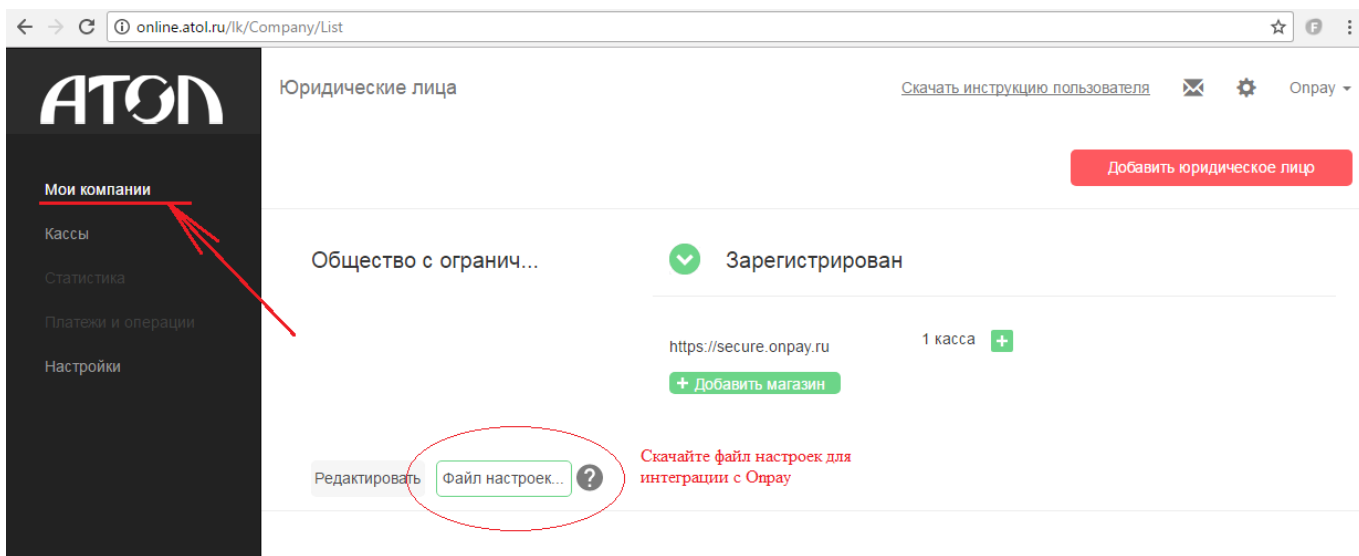 online.atol.ru/lk/Company/List
АТОЛ
Юридические лица
Скачать инструкцию пользователя
Onpay
Добавить юридическое лицо
Мои компании
Кассы
Статистика
Платежи и операции
Настройки
Общество с огранич...
Зарегистрирован
https://secure.onpay.ru
1 касса +
+ Добавить магазин
Редактировать
Файл настроек...
?
Скачайте файл настроек для
интеграции с Onpay